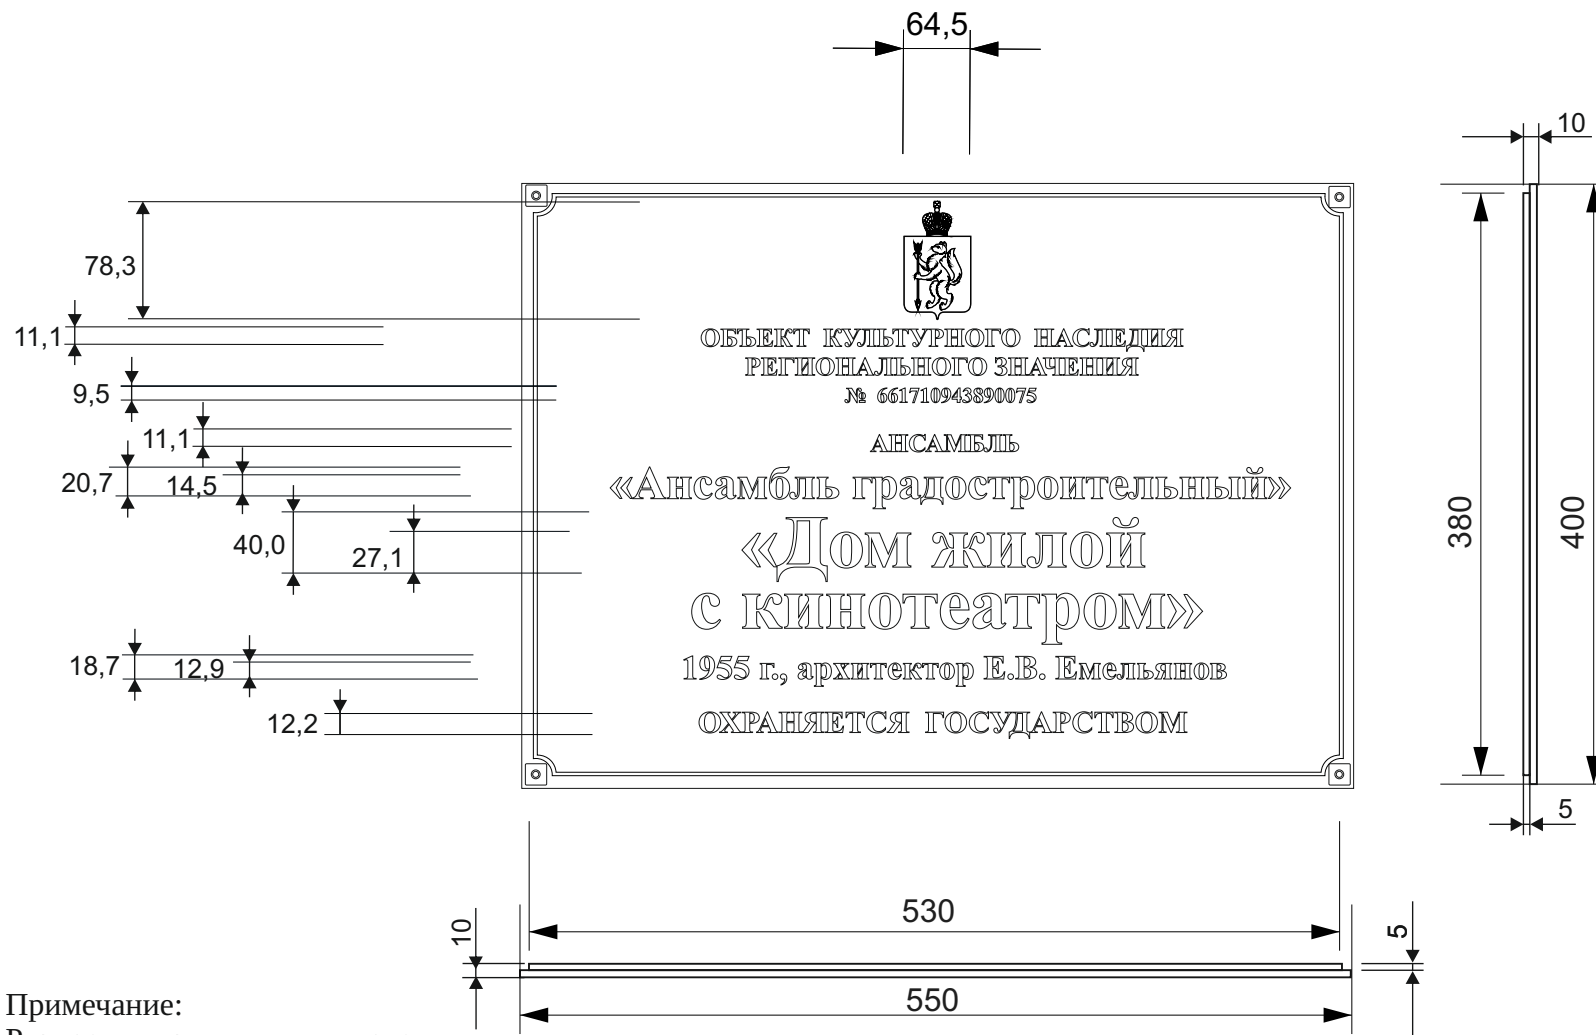 64,5
10
78,3
11,1
ОБЪЕКТ КУЛЬТУРНОГО НАСЛЕДИЯ
РЕГИОНАЛЬНОГО ЗНАЧЕНИЯ
9,5
№ 661710943890075
11,1
АНСАМБЛЬ
20,7
14,5
«Ансамбль градостроительный»
380
400
40,0
27,1
«Дом жилой
с кинотеатром»
18,7
12,9
1955 г., архитектор Е.В. Емельянов
12,2
ОХРАНЯЕТСЯ ГОСУДАРСТВОМ
5
530
10
5
550
Примечание: